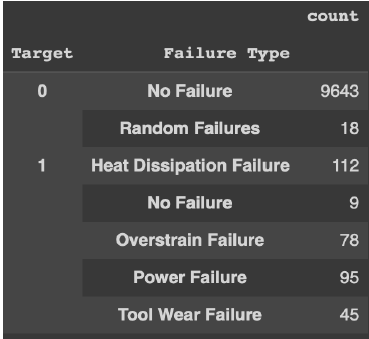 count
Target Failure Type
0 No Failure 9643
Random Failures 18
1 Heat Dissipation Failure 112
No Failure 9
Overstrain Failure 78
Power Failure 95
Tool Wear Failure 45